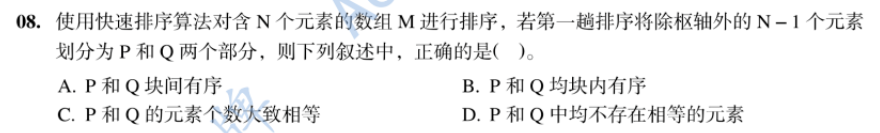 08. 使用快速排序算法对含 N 个元素的数组 M 进行排序，若第一趟排序将除枢轴外的 N – 1 个元素
划分为 P 和 Q 两个部分，则下列叙述中，正确的是(    )。
A. P 和 Q 块间有序    B. P 和 Q 均块内有序
C. P 和 Q 的元素个数大致相等    D. P 和 Q 中均不存在相等的元素